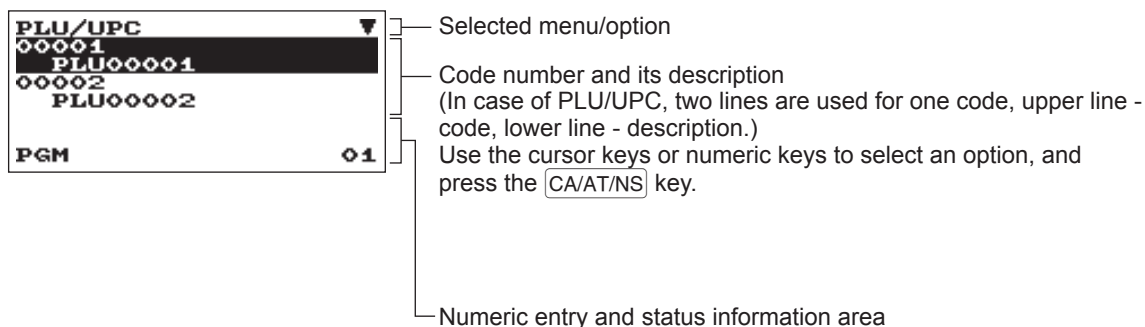 PLU/UPC ▼
00001
PLU00001
00002
PLU00002
PGM 01
Selected menu/option
Code number and its description
(In case of PLU/UPC, two lines are used for one code, upper line -
code, lower line - description.)
Use the cursor keys or numeric keys to select an option, and
press the CA/AT/NS key.
Numeric entry and status information area